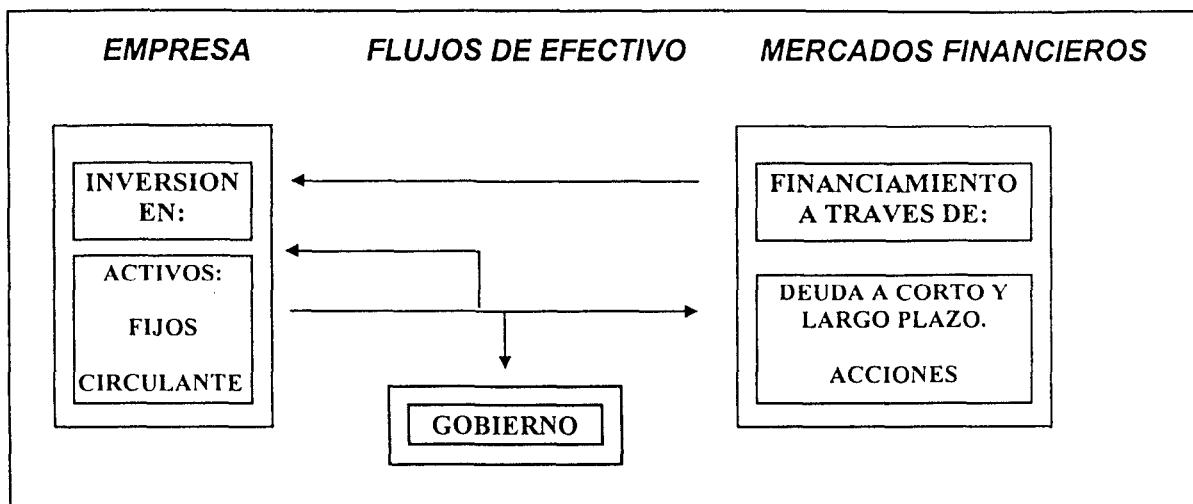 EMPRESA
FLUJOS DE EFECTIVO
MERCADOS FINANCIEROS
INVERSION
EN:
ACTIVOS:
FIJOS
CIRCULANTE
FINANCIAMIENTO
A TRAVES DE:
DEUDA A CORTO Y
LARGO PLAZO.
ACCIONES
GOBIERNO